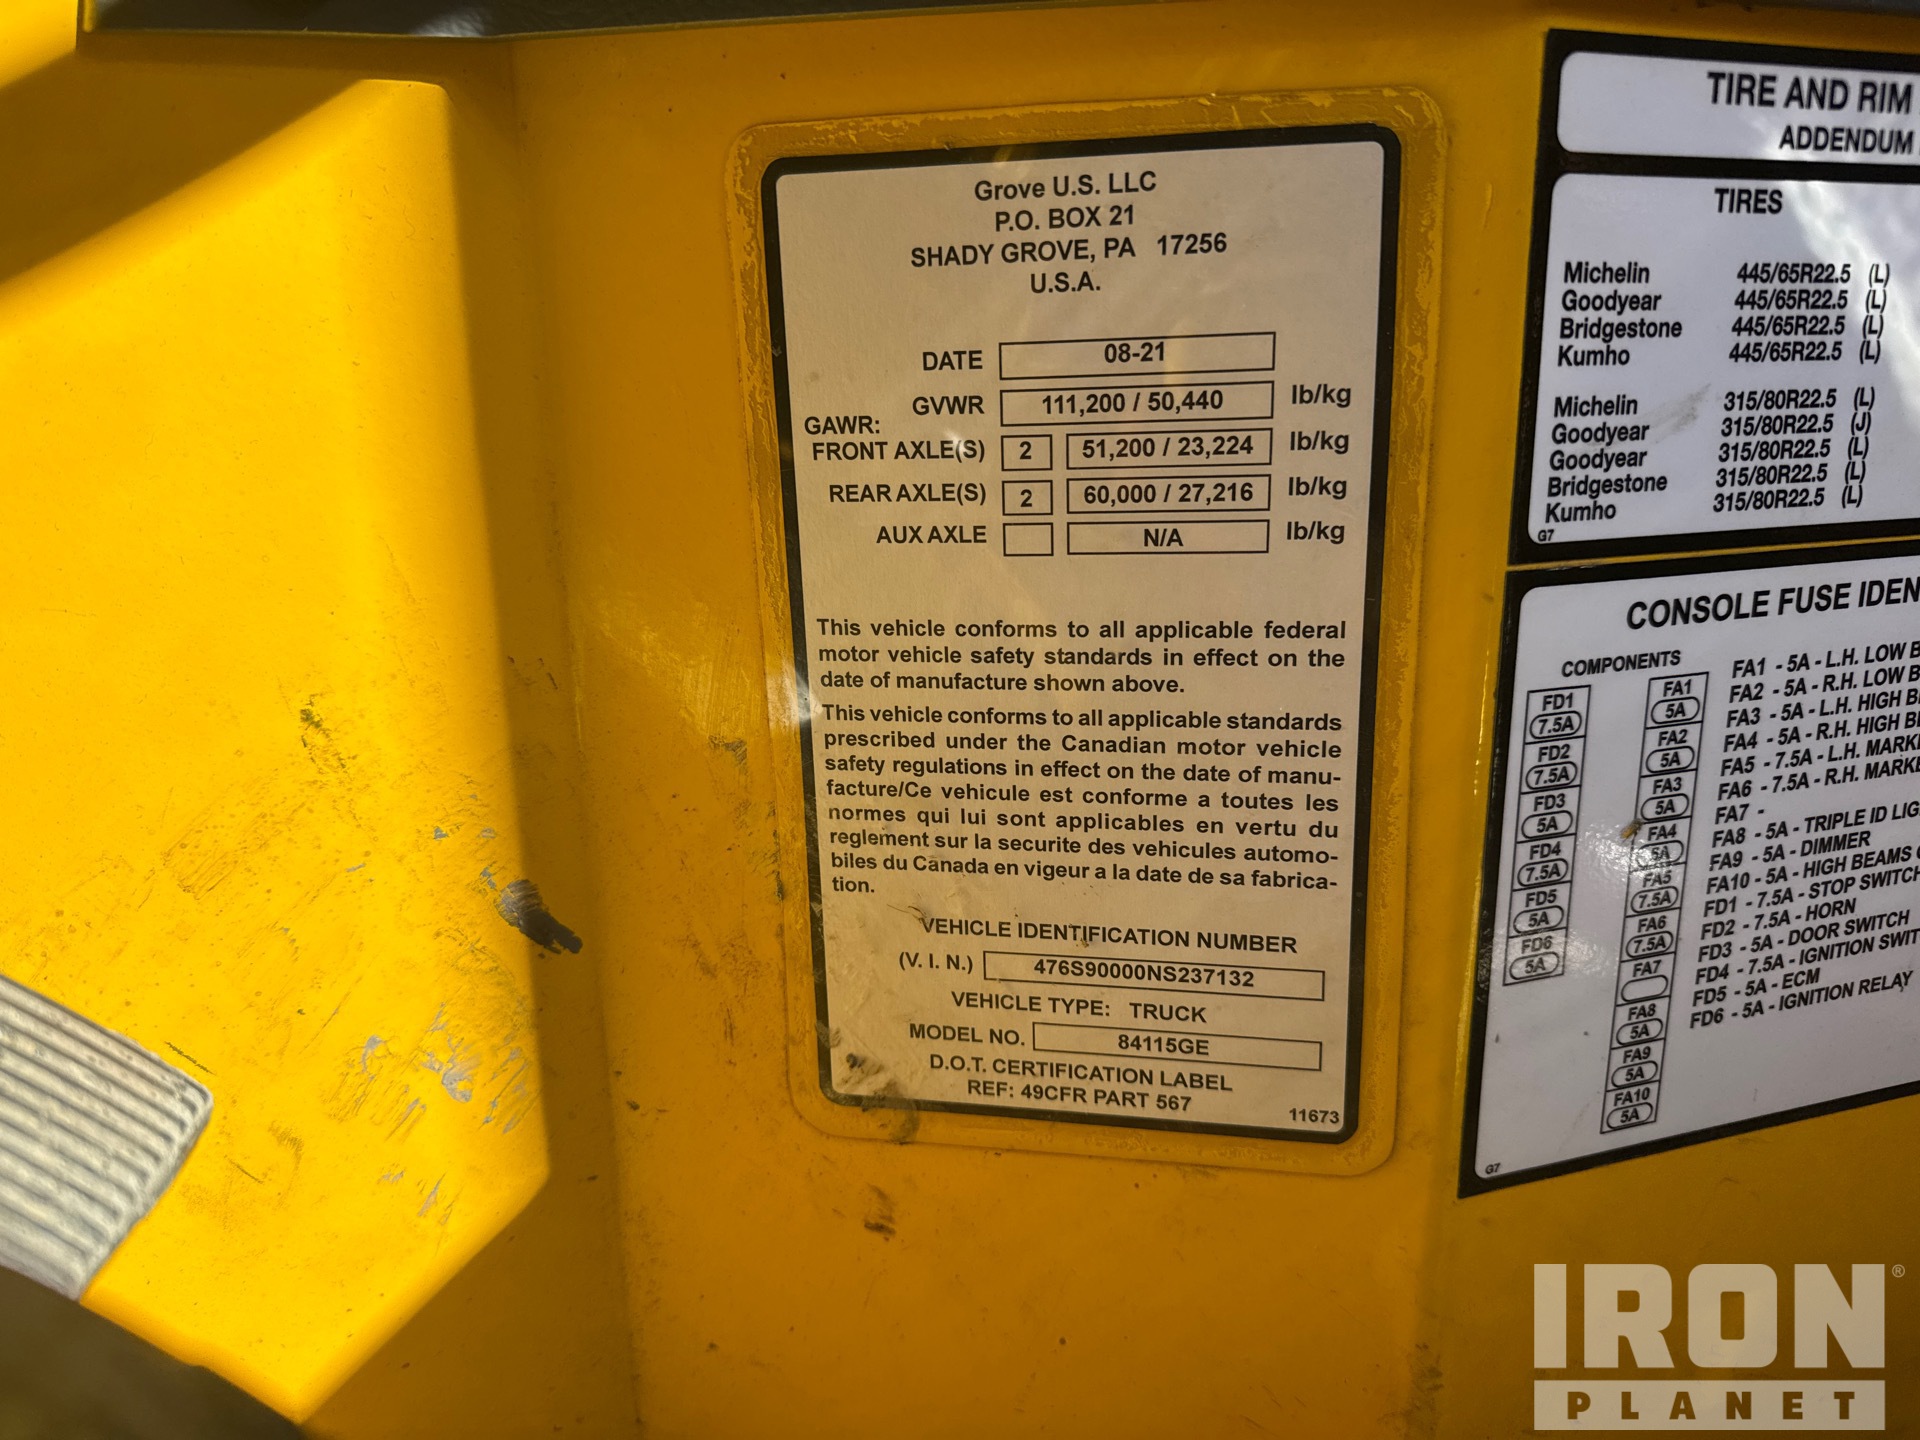 Grove U.S. LLC
P.O. BOX 21
SHADY GROVE, PA 17256
U.S.A.
DATE 08-21
GVWR 111,200 / 50,440 lb/kg
GAWR:
FRONT AXLE(S) 2 51,200 / 23,224 lb/kg
REAR AXLE(S) 2 60,000 / 27,216 lb/kg
AUX AXLE N/A lb/kg
This vehicle conforms to all applicable federal
motor vehicle safety standards in effect on the
date of manufacture shown above.
This vehicle conforms to all applicable standards
prescribed under the Canadian motor vehicle
safety regulations in effect on the date of manu-
facture/Ce vehicule est conforme a toutes les
normes qui lui sont applicables en vertu du
reglement sur la securite des vehicules automo-
biles du Canada en vigeur a la date de sa fabrica-
tion.
VEHICLE IDENTIFICATION NUMBER
(V. I. N.) 476S90000NS237132
VEHICLE TYPE: TRUCK
MODEL NO. 84115GE
D.O.T. CERTIFICATION LABEL
REF: 49CFR PART 567
11673
TIRE AND RIM
ADDENDUM
TIRES
Michelin 445/65R22.5 (L)
Goodyear 445/65R22.5 (L)
Bridgestone 445/65R22.5 (L)
Kumho 445/65R22.5 (L)
Michelin 315/80R22.5 (L)
Goodyear 315/80R22.5 (J)
Goodyear 315/80R22.5 (L)
Bridgestone 315/80R22.5 (L)
Kumho 315/80R22.5 (L)
G7
CONSOLE FUSE IDEN
COMPONENTS
FD1
7.5A
FD2
7.5A
FD3
5A
FD4
7.5A
FD5
5A
FD6
5A
FA1
5A
FA2
5A
FA3
5A
FA4
5A
FA5
7.5A
FA6
7.5A
FA7
FA8
5A
FA9
5A
FA10
5A
FA1 - 5A - L.H. LOW B
FA2 - 5A - R.H. LOW B
FA3 - 5A - L.H. HIGH BE
FA4 - 5A - R.H. HIGH BE
FA5 - 7.5A - L.H. MARKE
FA6 - 7.5A - R.H. MARKE
FA7 -
FA8 - 5A - TRIPLE ID LIG
FA9 - 5A - DIMMER
FA10 - 5A - HIGH BEAMS
FD1 - 7.5A - STOP SWITCH
FD2 - 7.5A - HORN
FD3 - 5A - DOOR SWITCH
FD4 - 7.5A - IGNITION SWIT
FD5 - 5A - ECM
FD6 - 5A - IGNITION RELAY
G7
IRON®
PLANET